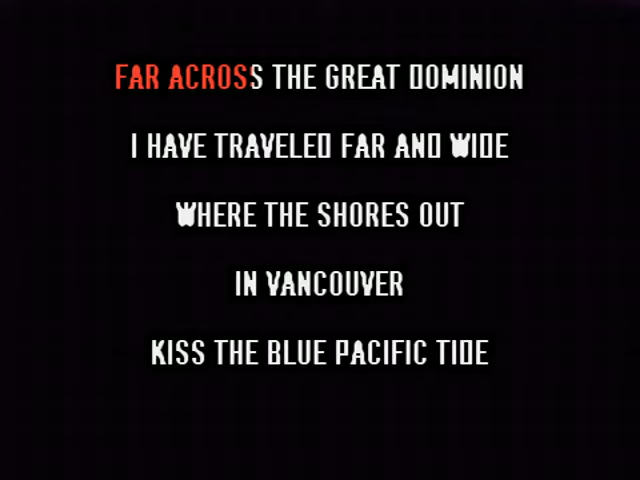 FAR ACROSS THE GREAT DOMINION
I HAVE TRAVELED FAR AND WIDE
WHERE THE SHORES OUT
IN VANCOUVER
KISS THE BLUE PACIFIC TIDE